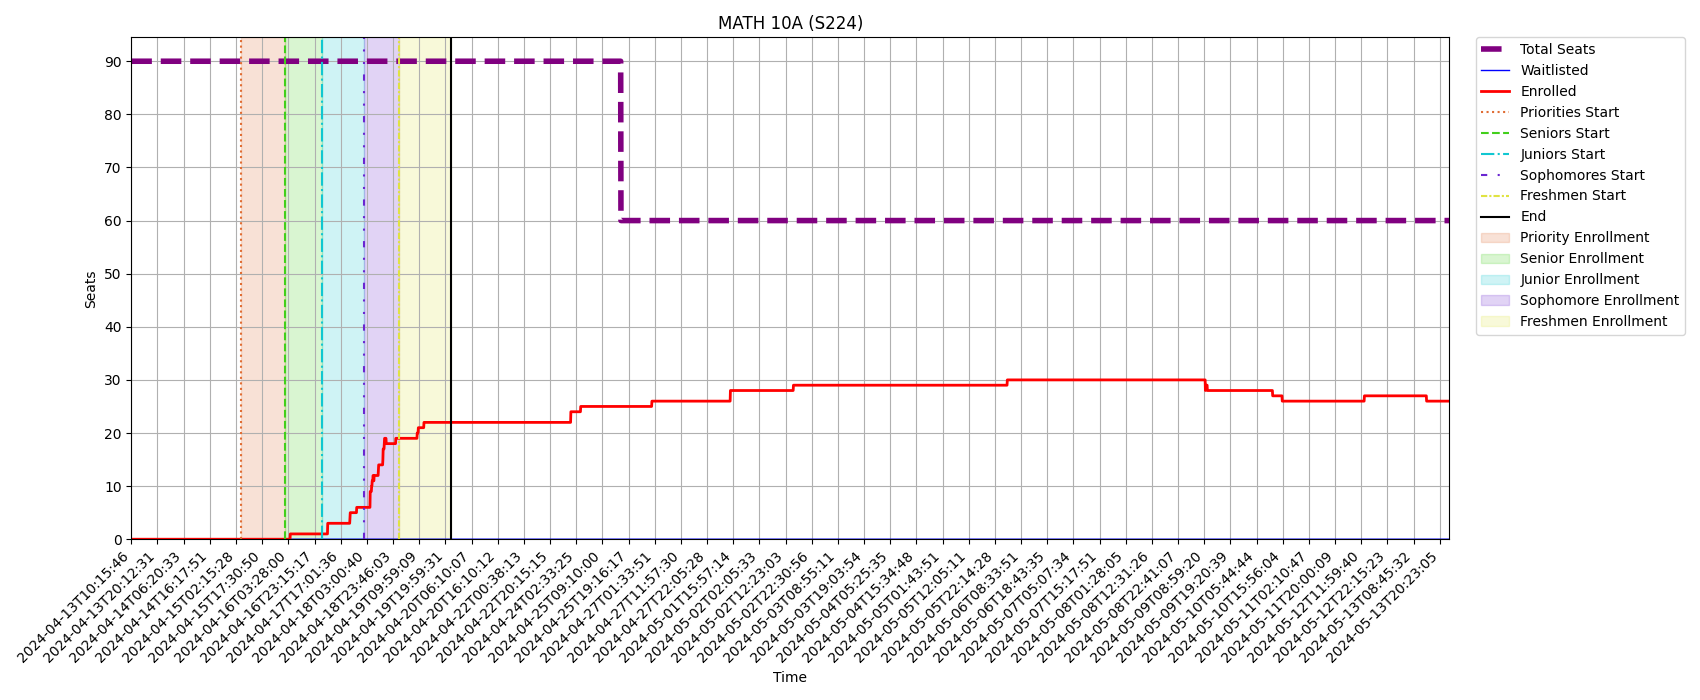 MATH 10A (S224)
Seats
90
80
70
60
50
40
30
20
10
0
2024-04-13T10:15:46
2024-04-13T20:12:31
2024-04-14T06:20:33
2024-04-14T16:17:51
2024-04-15T02:15:28
2024-04-15T17:30:50
2024-04-16T03:28:00
2024-04-16T23:15:17
2024-04-17T17:01:36
2024-04-18T03:00:40
2024-04-18T23:46:03
2024-04-19T09:59:09
2024-04-19T19:59:31
2024-04-20T06:10:07
2024-04-20T16:10:12
2024-04-22T00:38:13
2024-04-22T20:15:15
2024-04-24T02:33:25
2024-04-25T09:10:00
2024-04-25T19:16:17
2024-04-27T01:33:51
2024-04-27T11:57:30
2024-04-27T22:05:28
2024-05-01T15:57:14
2024-05-02T02:05:33
2024-05-02T12:23:03
2024-05-02T22:30:56
2024-05-03T08:55:11
2024-05-03T19:03:54
2024-05-04T05:25:35
2024-05-04T15:34:48
2024-05-05T01:43:51
2024-05-05T12:05:11
2024-05-05T22:14:28
2024-05-06T08:33:51
2024-05-06T18:43:35
2024-05-07T05:07:34
2024-05-07T15:17:51
2024-05-08T01:28:05
2024-05-08T12:31:26
2024-05-08T22:41:07
2024-05-09T08:59:20
2024-05-09T19:20:39
2024-05-10T05:44:44
2024-05-10T15:56:04
2024-05-11T02:10:47
2024-05-11T20:00:09
2024-05-12T11:59:40
2024-05-12T22:15:23
2024-05-13T08:45:32
2024-05-13T20:23:05
Time
Total Seats
Waitlisted
Enrolled
Priorities Start
Seniors Start
Juniors Start
Sophomores Start
Freshmen Start
End
Priority Enrollment
Senior Enrollment
Junior Enrollment
Sophomore Enrollment
Freshmen Enrollment